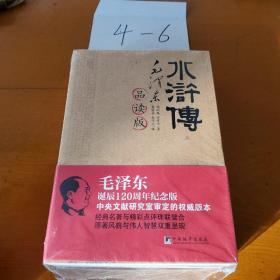 4-6
水滸傳
毛泽东
品读版
毛泽东
诞辰120周年纪念版
中央文献研究室审定的权威版本
经典名著与精彩点评珠联璧合
原著风貌与伟人智慧双重呈现